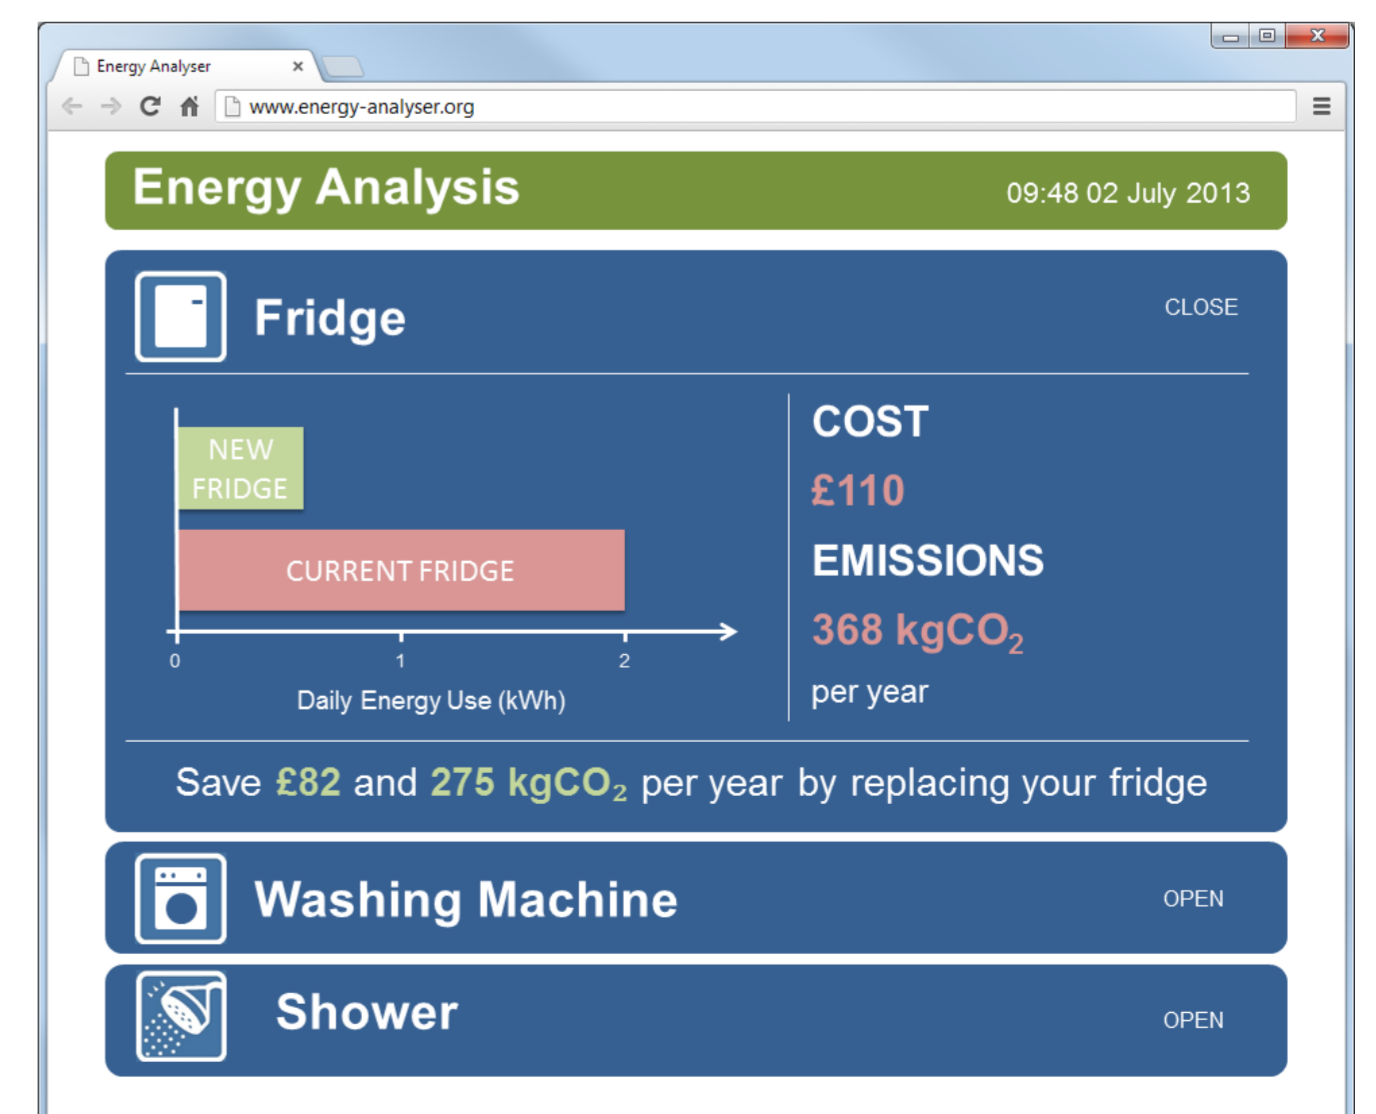 Energy Analyser
www.energy-analyser.org
Energy Analysis
09:48 02 July 2013
Fridge
CLOSE
NEW
FRIDGE
CURRENT FRIDGE
0 1 2
Daily Energy Use (kWh)
COST
£110
EMISSIONS
368 kgCO₂
per year
Save £82 and 275 kgCO₂ per year by replacing your fridge
Washing Machine
OPEN
Shower
OPEN